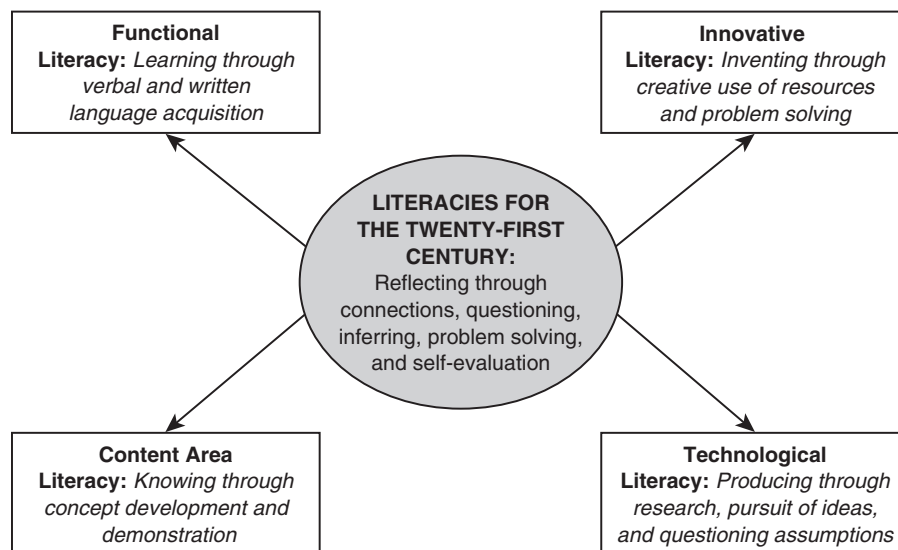 Functional
Literacy: Learning through
verbal and written
language acquisition
Innovative
Literacy: Inventing through
creative use of resources
and problem solving
LITERACIES FOR
THE TWENTY-FIRST
CENTURY:
Reflecting through
connections, questioning,
inferring, problem solving,
and self-evaluation
Content Area
Literacy: Knowing through
concept development and
demonstration
Technological
Literacy: Producing through
research, pursuit of ideas,
and questioning assumptions